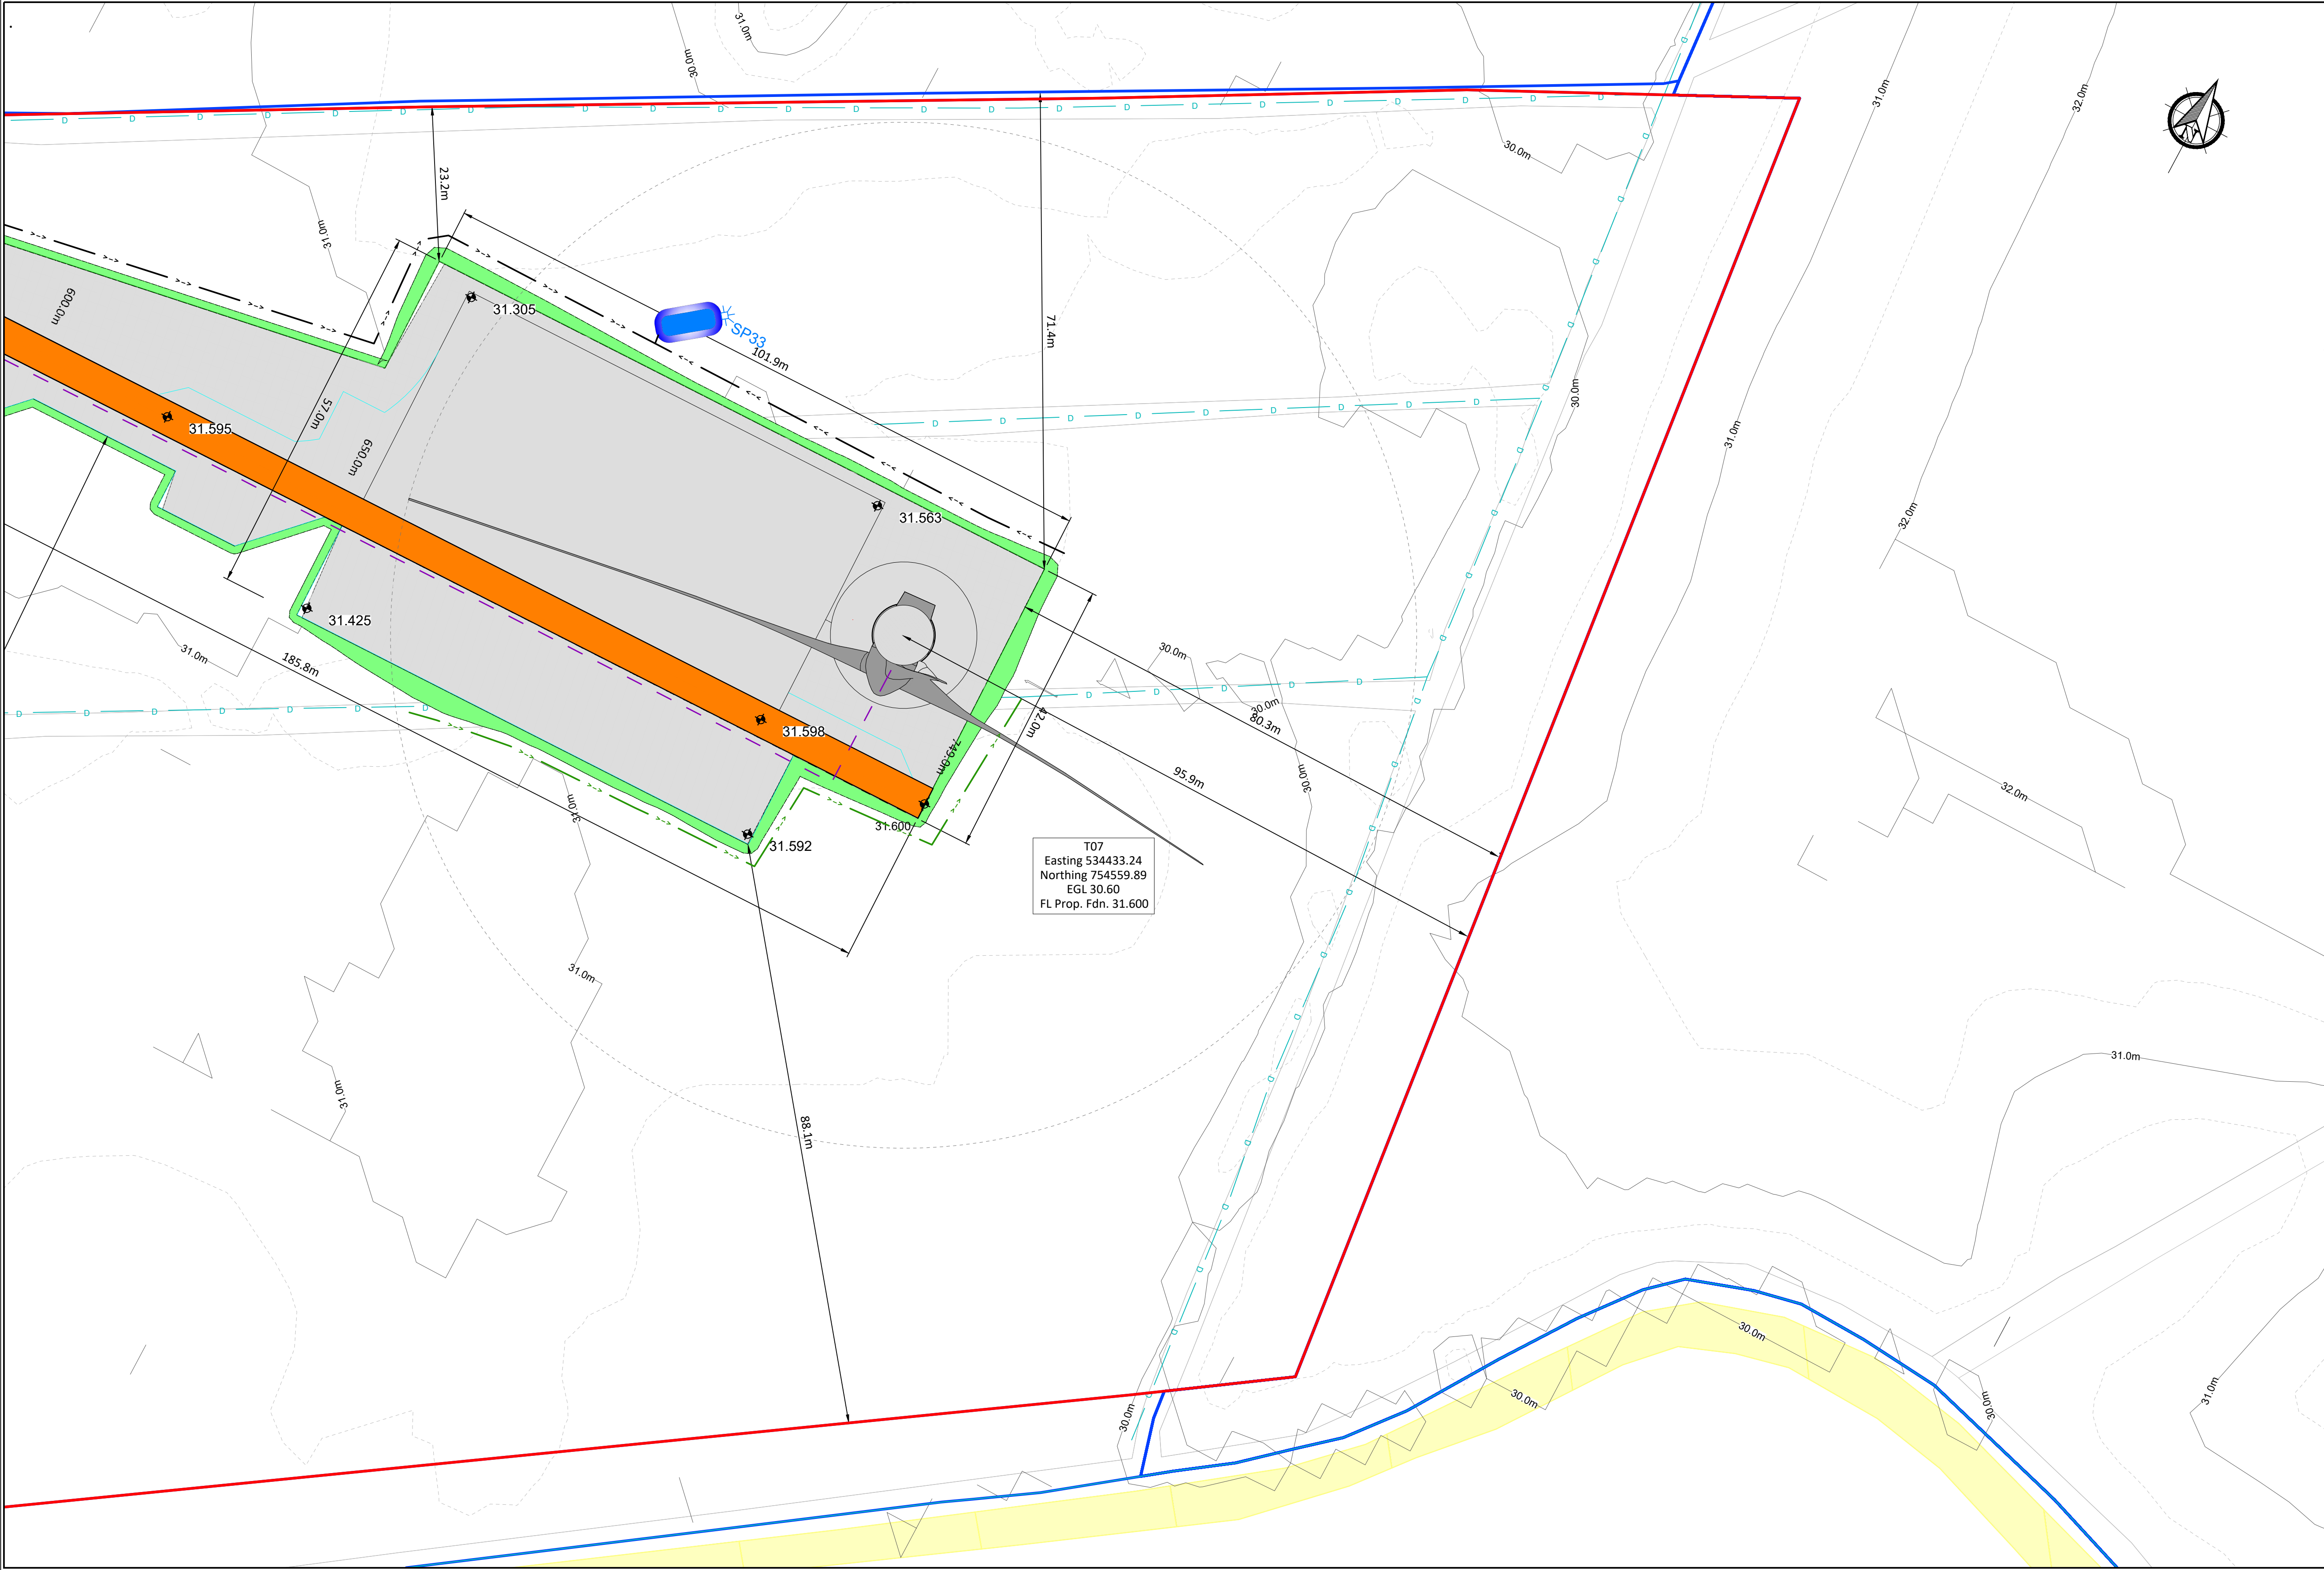 31.0m
30.0m
31.0m
32.0m
N
D D D D D D D D D D D D D D D D D D D D D D D D
30.0m
23.2m
31.0m
600.0m
31.305
SP33
101.9m
71.4m
57.0m
650.0m
31.595
D D D D D D D D D
30.0m
31.0m
31.563
32.0m
31.425
31.0m
185.8m
30.0m
30.0m
80.3m
42.0m
D D D D D
D D D D D D D
31.598
749.0m
95.9m
30.0m
32.0m
31.0m
31.600
31.592
T07
Easting 534433.24
Northing 754559.89
EGL 30.60
FL Prop. Fdn. 31.600
31.0m
31.0m
31.0m
88.1m
30.0m
30.0m
30.0m
30.0m
31.0m